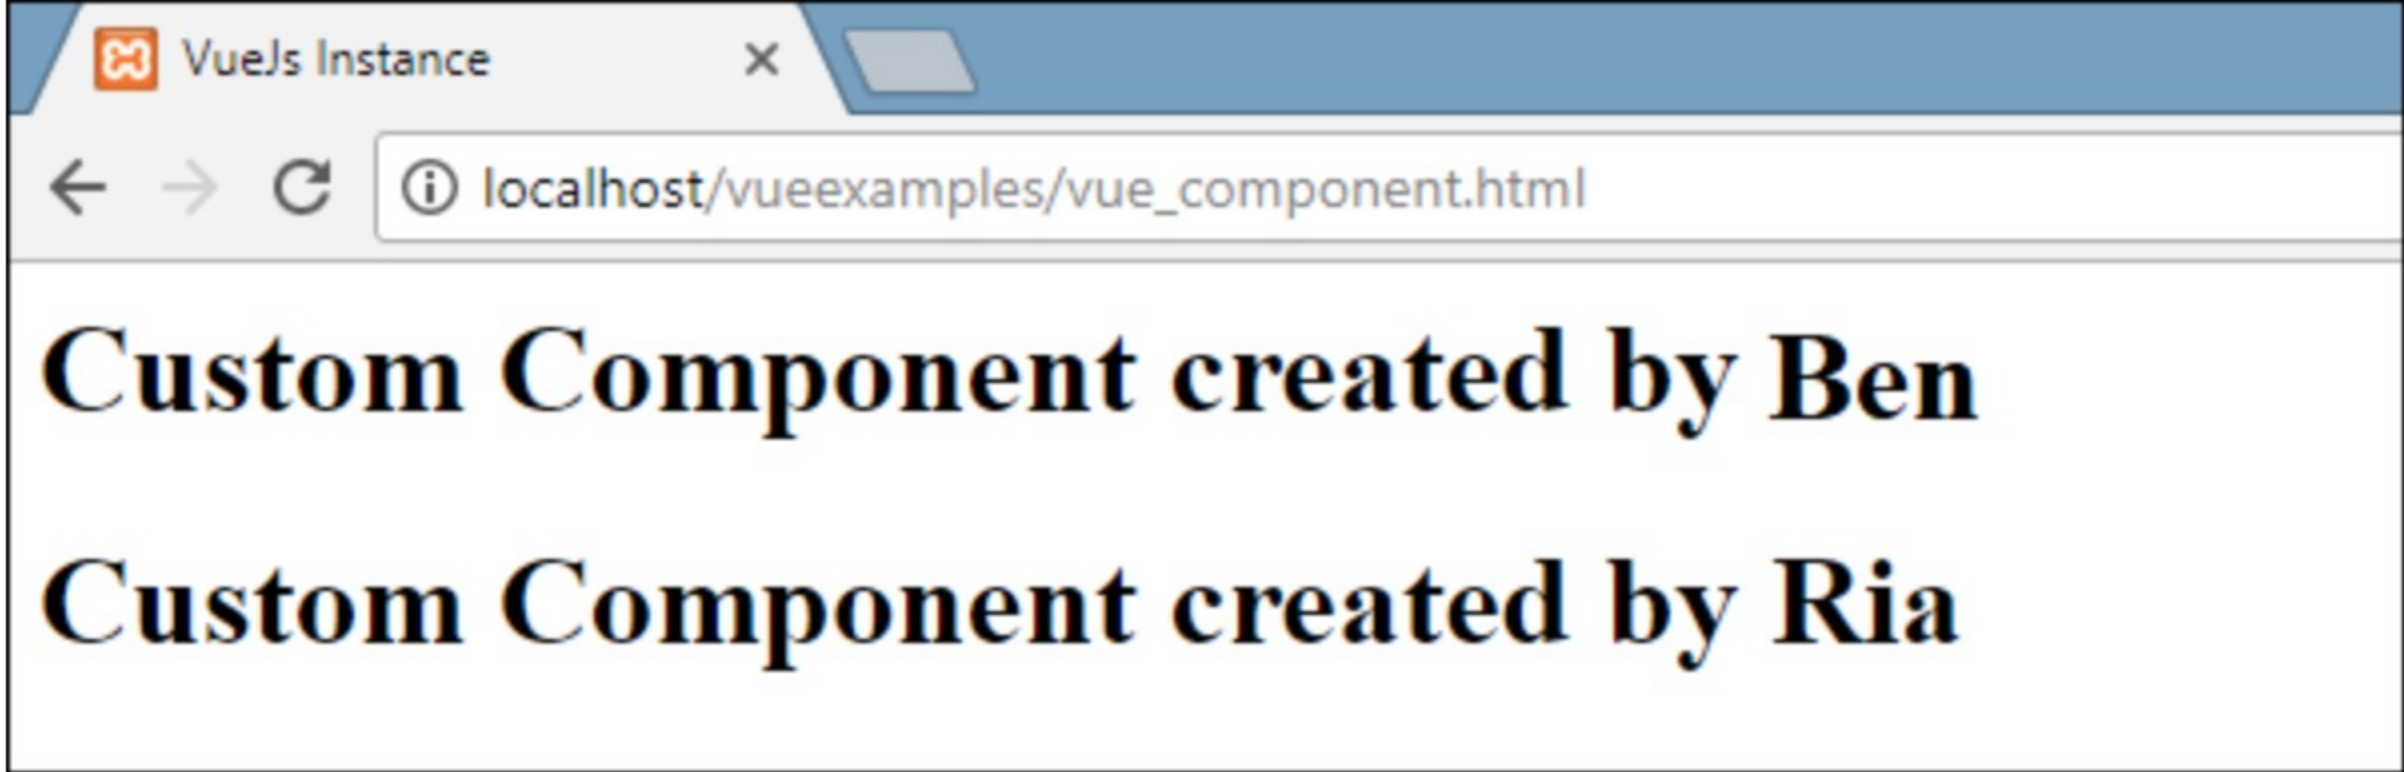 VueJs Instance
localhost/vueexamples/vue_component.html
Custom Component created by Ben
Custom Component created by Ria